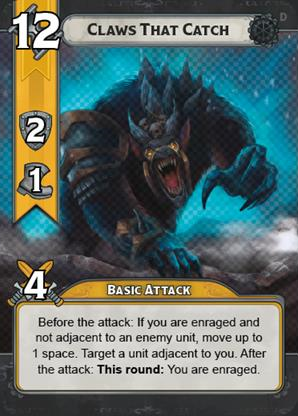 12
CLAWS THAT CATCH
D
2
1
4
BASIC ATTACK
Before the attack: If you are enraged and
not adjacent to an enemy unit, move up to
1 space. Target a unit adjacent to you. After
the attack: This round: You are enraged.